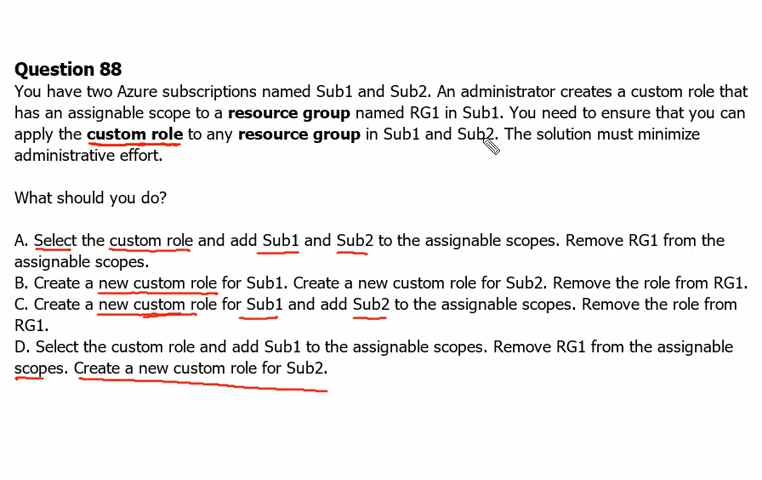 Question 88
You have two Azure subscriptions named Sub1 and Sub2. An administrator creates a custom role that
has an assignable scope to a resource group named RG1 in Sub1. You need to ensure that you can
apply the custom role to any resource group in Sub1 and Sub2. The solution must minimize
administrative effort.
What should you do?
A. Select the custom role and add Sub1 and Sub2 to the assignable scopes. Remove RG1 from the
assignable scopes.
B. Create a new custom role for Sub1. Create a new custom role for Sub2. Remove the role from RG1.
C. Create a new custom role for Sub1 and add Sub2 to the assignable scopes. Remove the role from
RG1.
D. Select the custom role and add Sub1 to the assignable scopes. Remove RG1 from the assignable
scopes. Create a new custom role for Sub2.